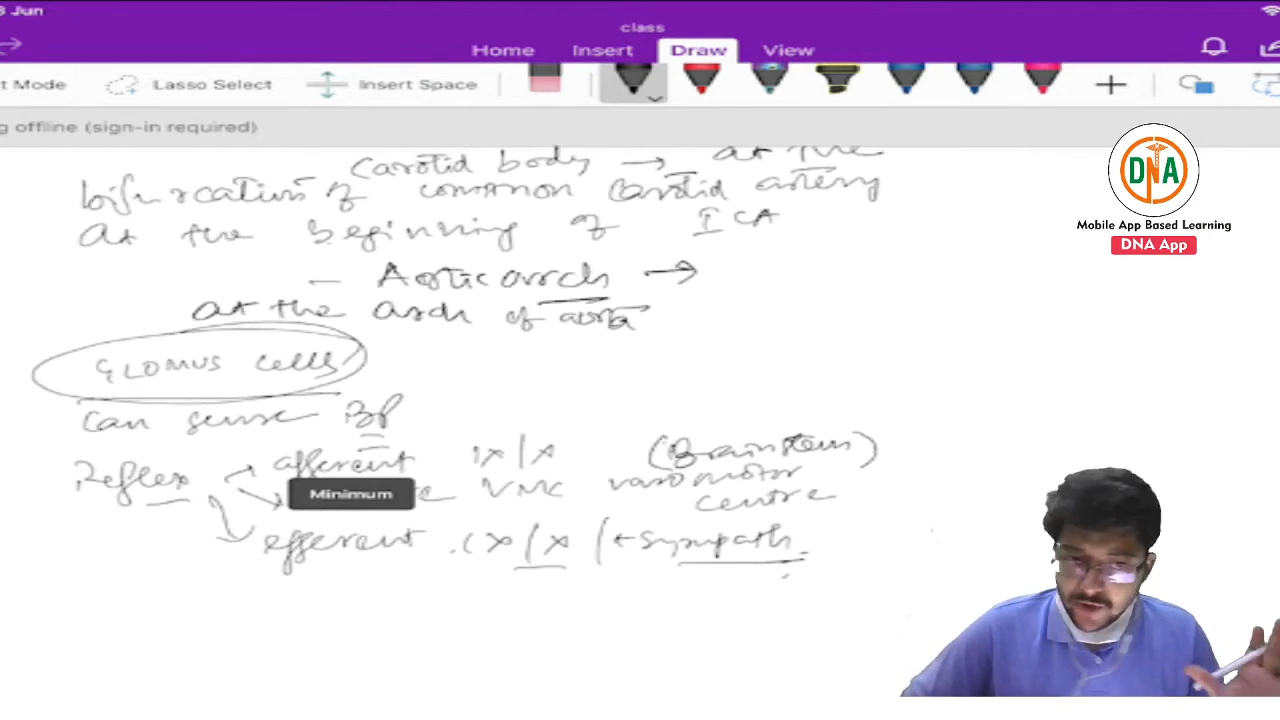 3 Jun
class
Home Insert Draw View
t Mode Lasso Select Insert Space
g offline (sign-in required)
DNA
Mobile App Based Learning
DNA App
Carotid body → at the
bifurcation of common carotid artery
At the beginning of ICA
- Aortic arch →
at the arch of aorta
GLOMUS cells
can sense BP
Reflex afferent IX/X (Brainstem)
Minimum VMC vasomotor
centre
efferent IX/X /+ Sympath